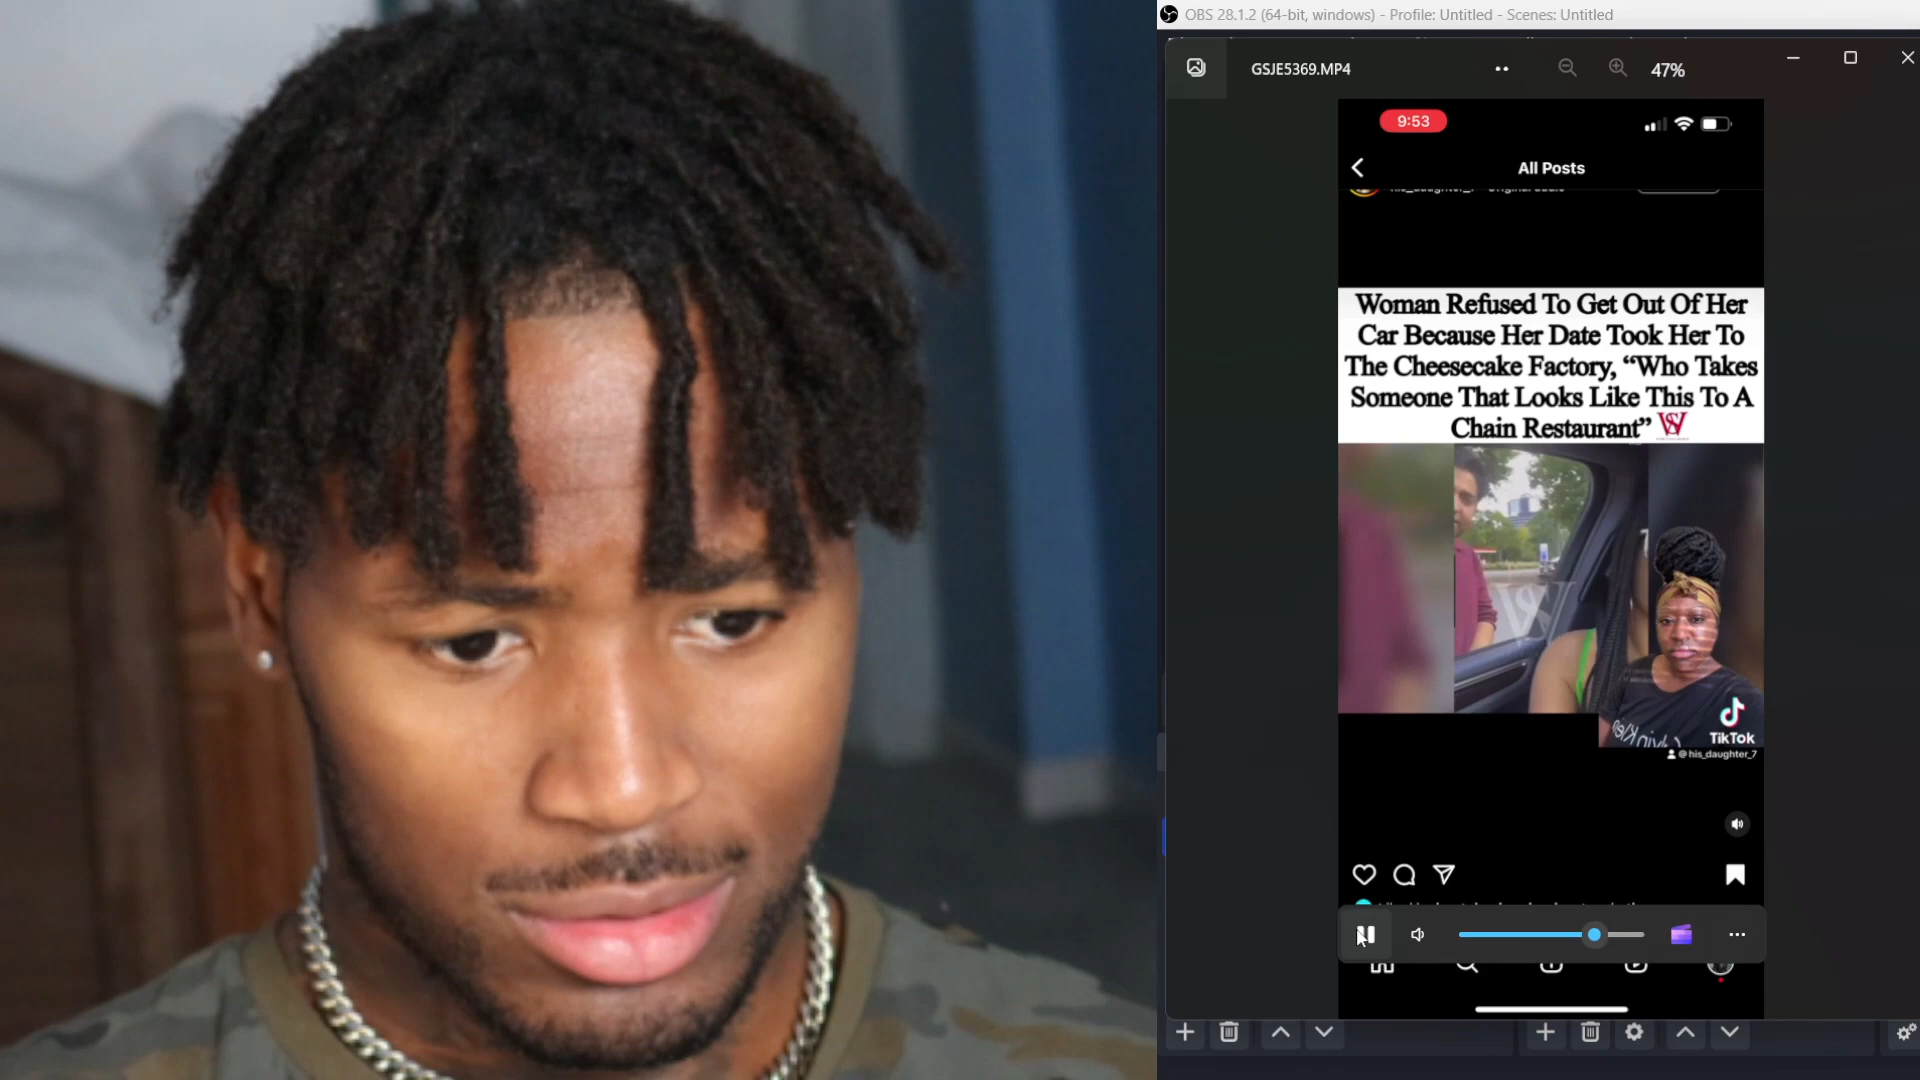 OBS 28.1.2 (64-bit, windows) - Profile: Untitled - Scenes: Untitled
GSJE5369.MP4
47%
9:53
All Posts
Woman Refused To Get Out Of Her
Car Because Her Date Took Her To
The Cheesecake Factory, “Who Takes
Someone That Looks Like This To A
Chain Restaurant”
TikTok
@his_daughter_7